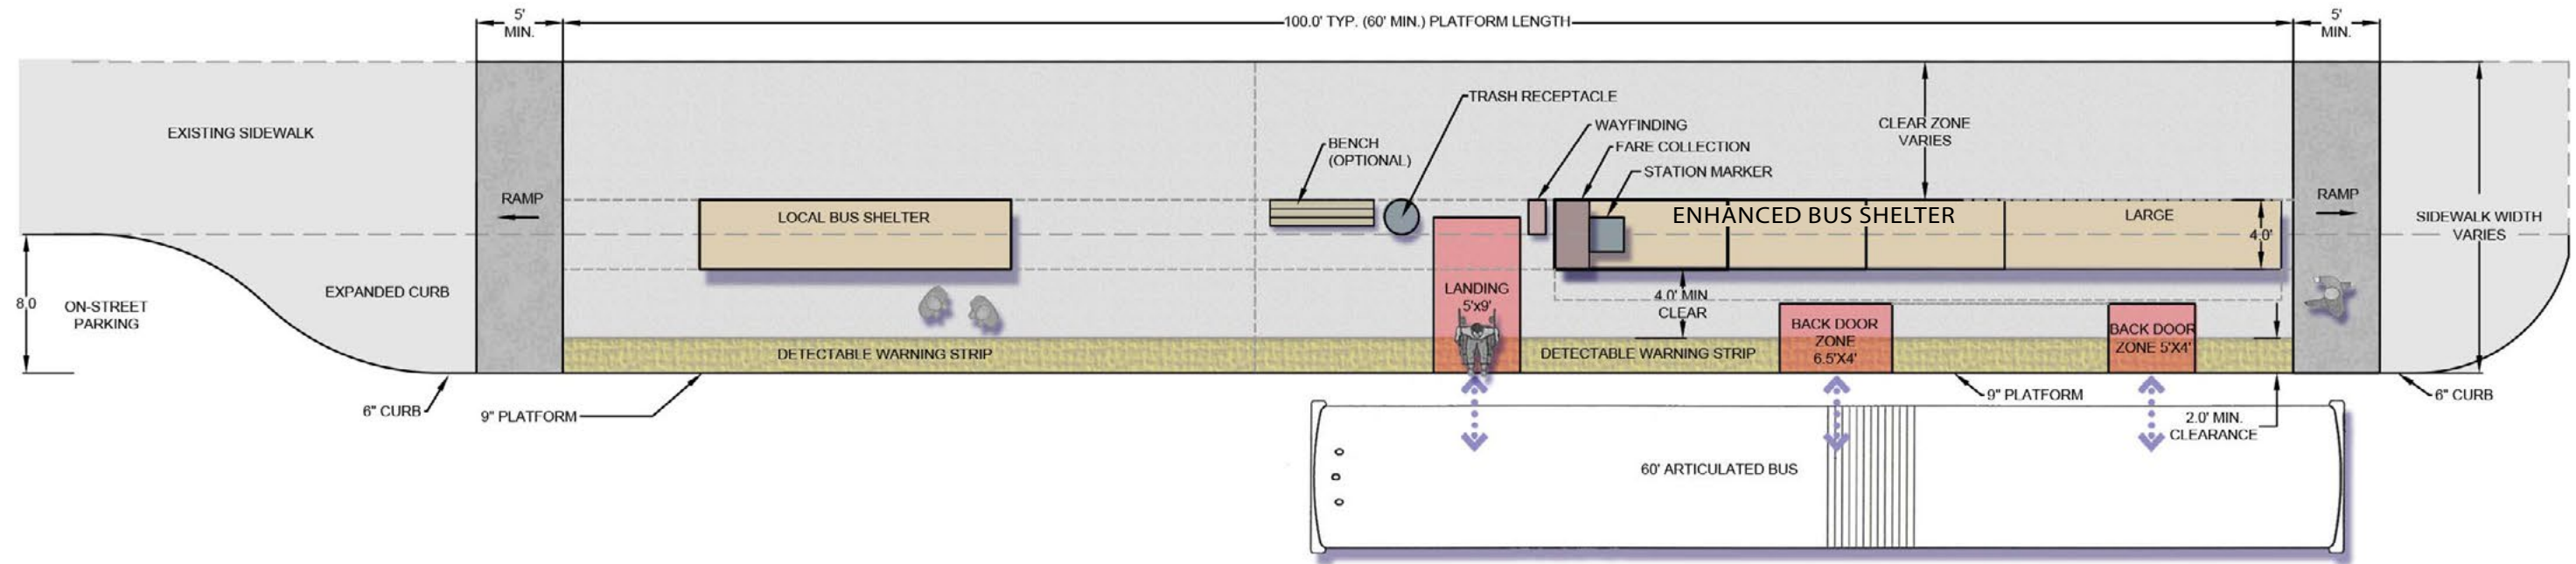 5'
MIN.
100.0' TYP. (60' MIN.) PLATFORM LENGTH
5'
MIN.
TRASH RECEPTACLE
EXISTING SIDEWALK
WAYFINDING
CLEAR ZONE
VARIES
BENCH
(OPTIONAL)
FARE COLLECTION
STATION MARKER
RAMP
RAMP
LOCAL BUS SHELTER
ENHANCED BUS SHELTER
LARGE
SIDEWALK WIDTH
VARIES
4.0'
EXPANDED CURB
8.0
ON-STREET
PARKING
LANDING
5'x9'
4.0' MIN
CLEAR
BACK DOOR
ZONE
6.5'X4'
BACK DOOR
ZONE 5'X4'
DETECTABLE WARNING STRIP
DETECTABLE WARNING STRIP
6" CURB
9" PLATFORM
9" PLATFORM
6" CURB
2.0' MIN.
CLEARANCE
60' ARTICULATED BUS